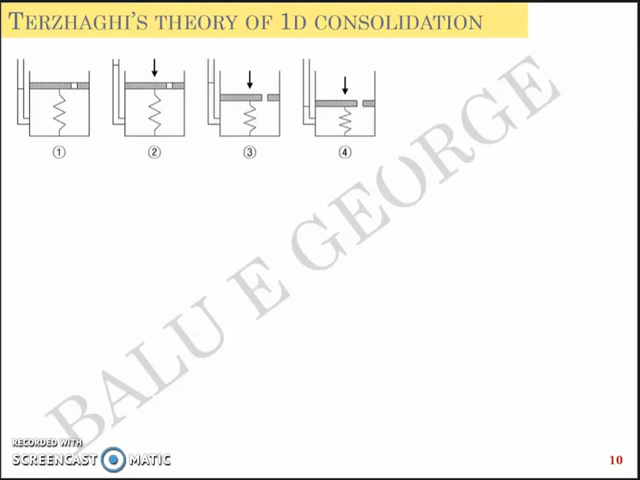 TERZHAGHI'S THEORY OF 1D CONSOLIDATION
① ② ③ ④
BALU E GEORGE
RECORDED WITH
SCREENCAST MATIC
10